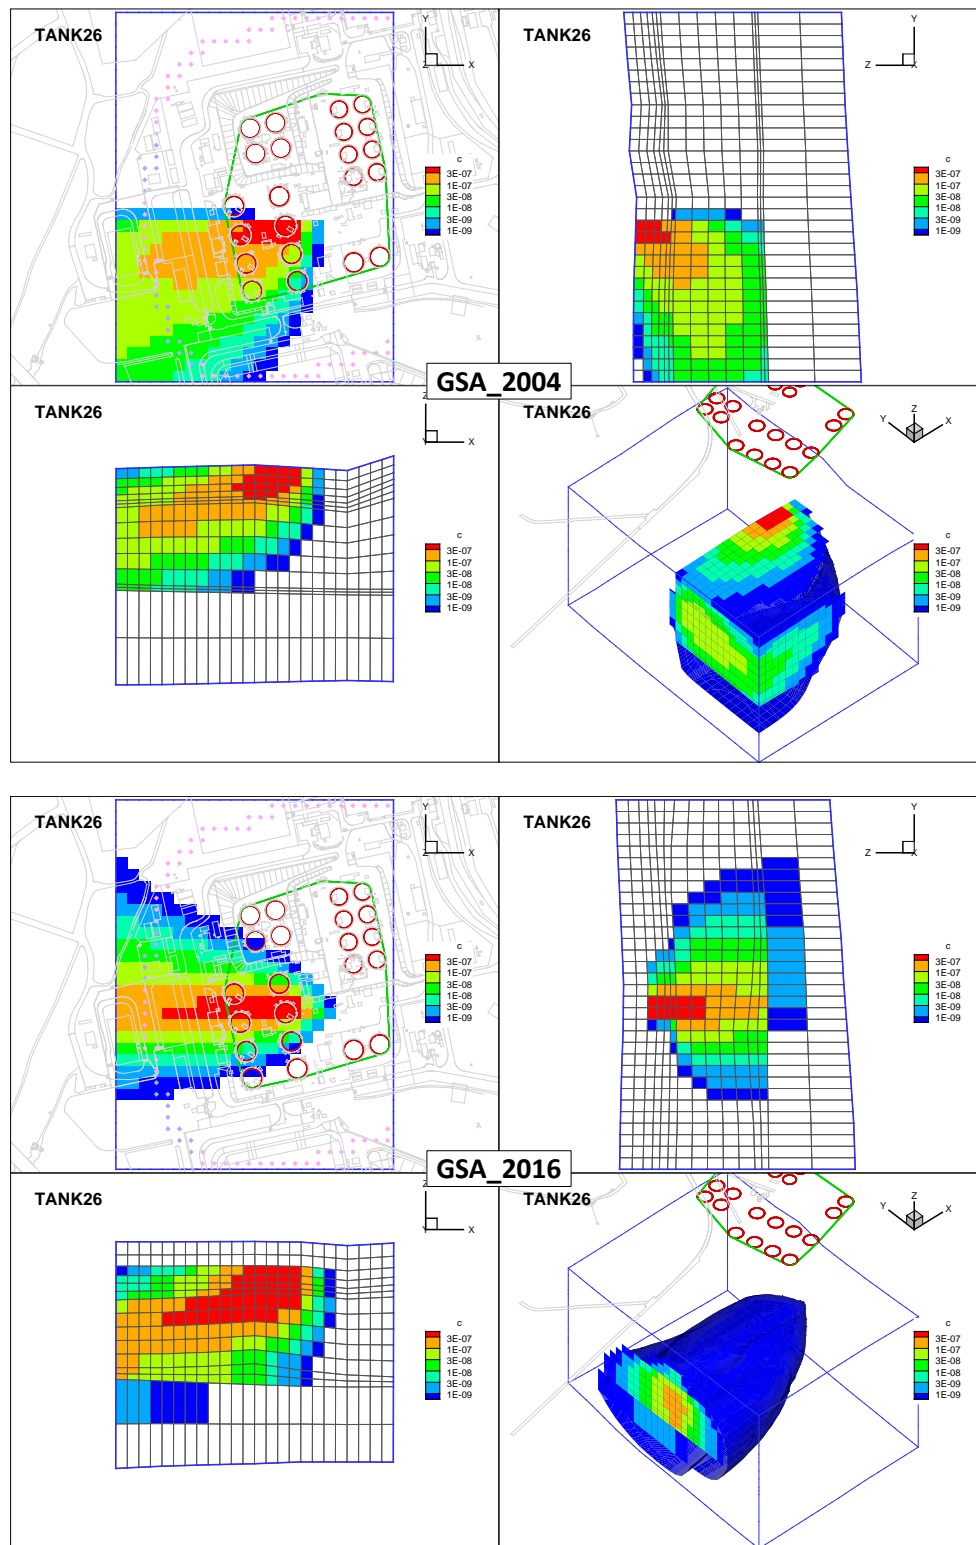 TANK26
Y
Z
X
c
3E-07
1E-07
3E-08
1E-08
3E-09
1E-09
TANK26
Y
Z
X
c
3E-07
1E-07
3E-08
1E-08
3E-09
1E-09
GSA_2004
TANK26
Z
Y
X
c
3E-07
1E-07
3E-08
1E-08
3E-09
1E-09
TANK26
Z
Y
X
c
3E-07
1E-07
3E-08
1E-08
3E-09
1E-09
TANK26
Y
Z
X
c
3E-07
1E-07
3E-08
1E-08
3E-09
1E-09
TANK26
Y
Z
X
c
3E-07
1E-07
3E-08
1E-08
3E-09
1E-09
GSA_2016
TANK26
Z
Y
X
c
3E-07
1E-07
3E-08
1E-08
3E-09
1E-09
TANK26
Z
Y
X
c
3E-07
1E-07
3E-08
1E-08
3E-09
1E-09